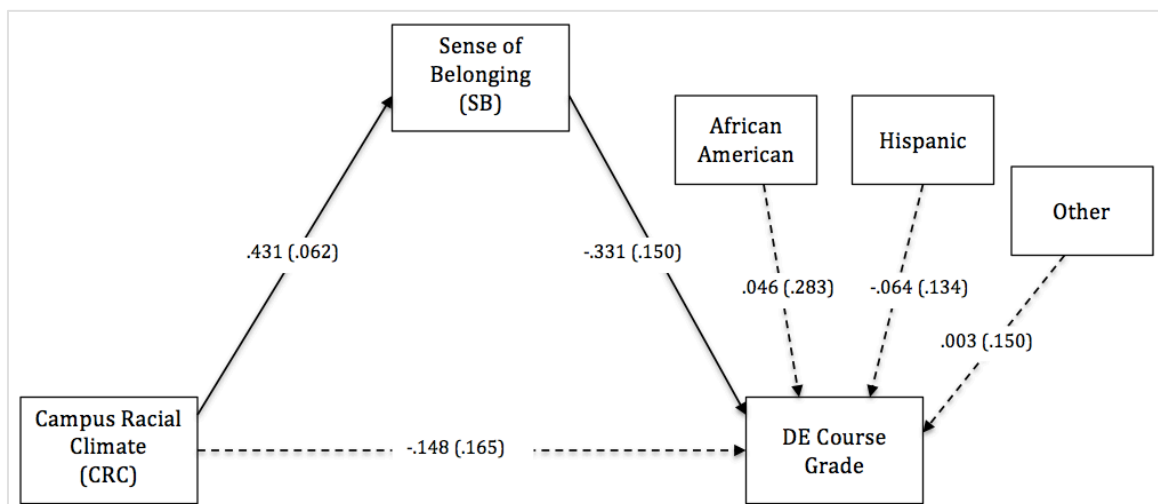 Sense of
Belonging
(SB)
African
American
Hispanic
Other
.431 (.062)
-.331 (.150)
.046 (.283)
-.064 (.134)
.003 (.150)
Campus Racial
Climate
(CRC)
-.148 (.165)
DE Course
Grade